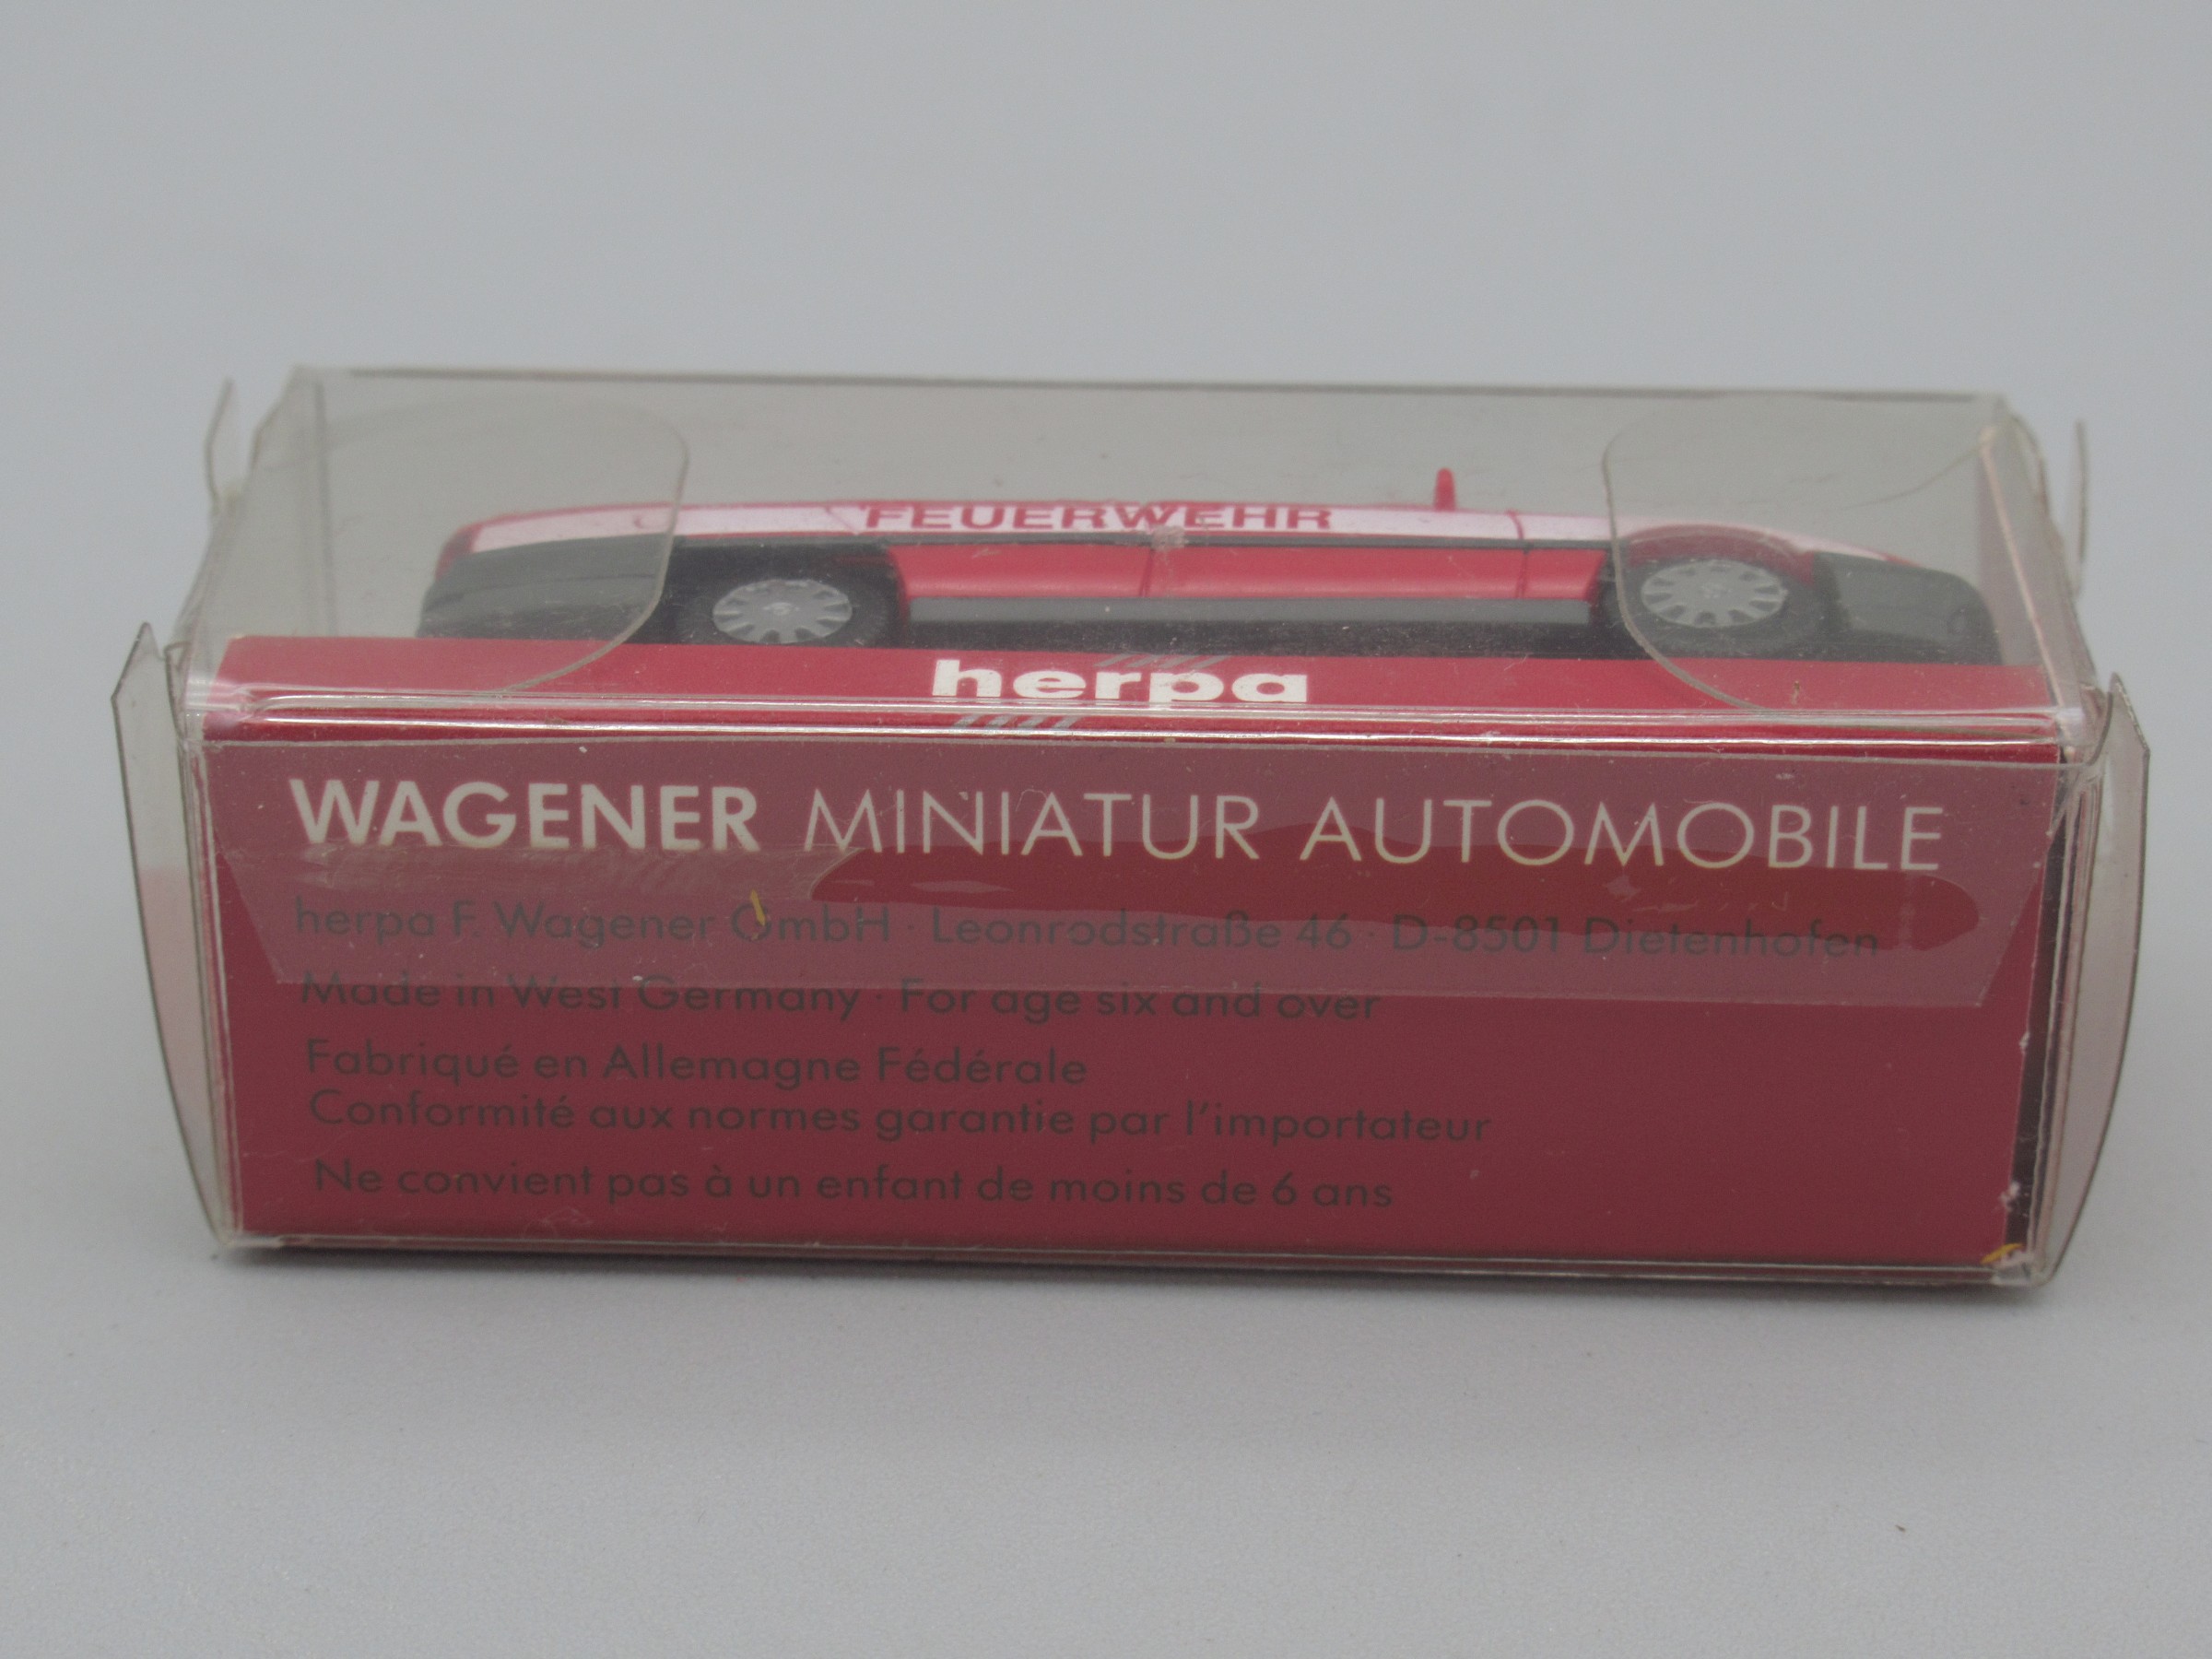 FEUERWEHR
herpa
WAGENER MINIATUR AUTOMOBILE
herpa F. Wagener GmbH · Leonrodstraße 46 · D-8501 Dietenhofen
Made in West Germany · For age six and over
Fabriqué en Allemagne Fédérale
Conformité aux normes garantie par l'importateur
Ne convient pas à un enfant de moins de 6 ans